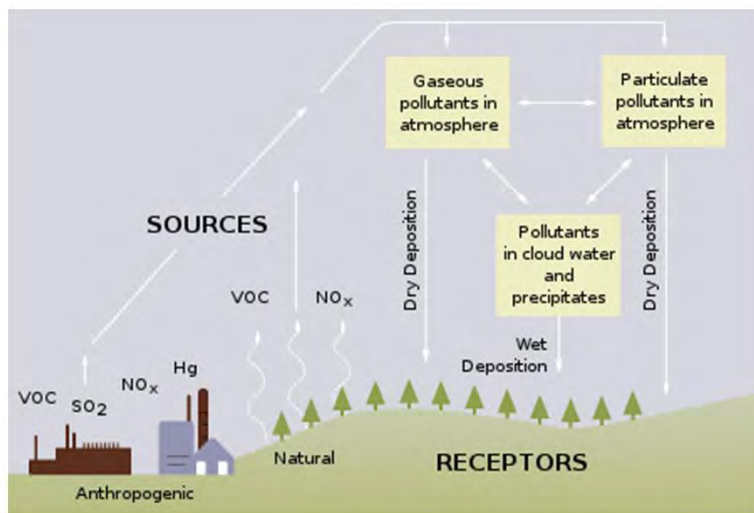 Gaseous
pollutants in
atmosphere
Particulate
pollutants in
atmosphere
SOURCES
Dry Deposition
Pollutants
in cloud water
and
precipitates
Dry Deposition
VOC
NOx
Wet
Deposition
VOC
SO2
NOx
Hg
Natural
RECEPTORS
Anthropogenic